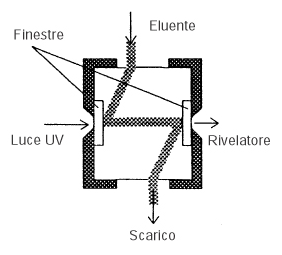 Eluente
Finestre
Luce UV
Rivelatore
Scarico